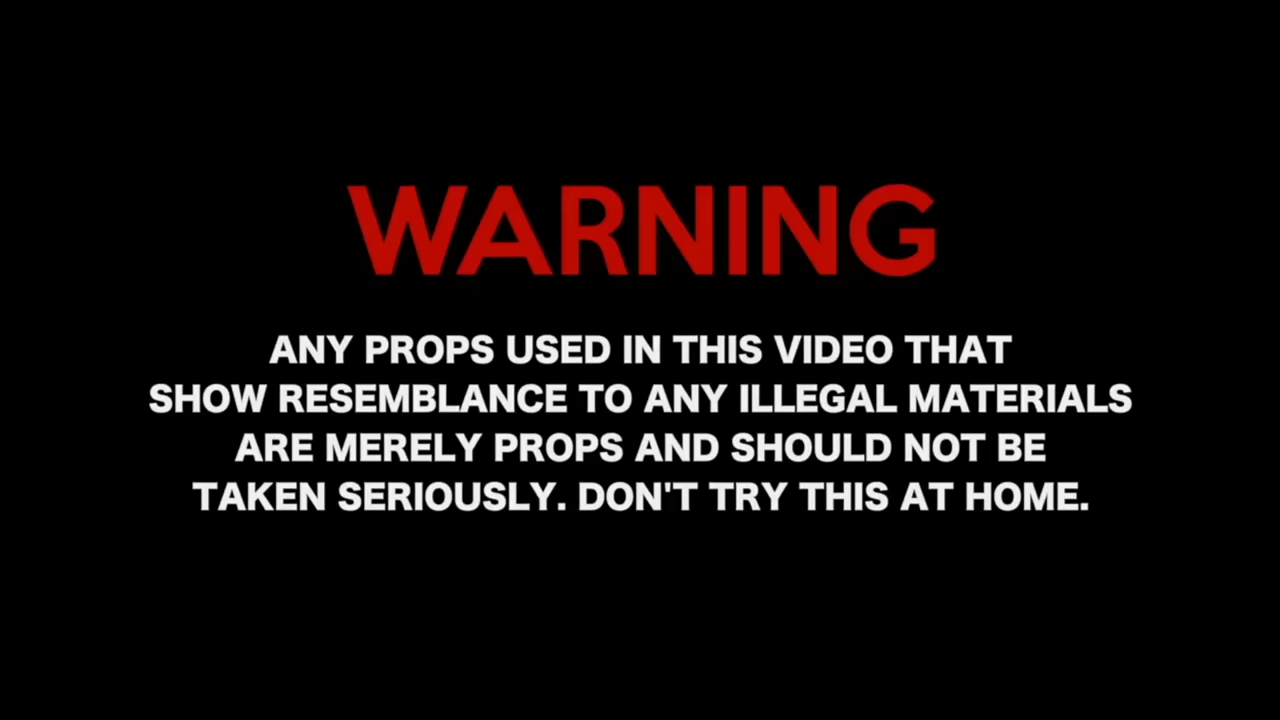 WARNING
ANY PROPS USED IN THIS VIDEO THAT
SHOW RESEMBLANCE TO ANY ILLEGAL MATERIALS
ARE MERELY PROPS AND SHOULD NOT BE
TAKEN SERIOUSLY. DON'T TRY THIS AT HOME.